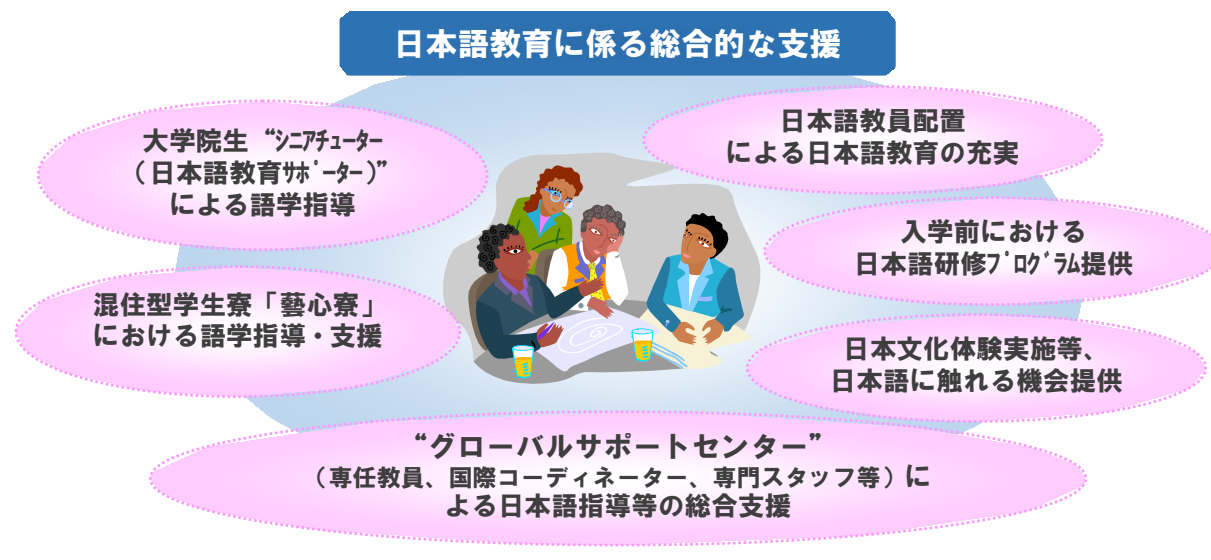 日本語教育に係る総合的な支援
大学院生“ｼﾆｱﾁｭｰﾀｰ
（日本語教育ｻﾎﾟｰﾀｰ）”
による語学指導
混住型学生寮「藝心寮」
における語学指導・支援
日本語教員配置
による日本語教育の充実
入学前における
日本語研修ﾌﾟﾛｸﾞﾗﾑ提供
日本文化体験実施等、
日本語に触れる機会提供
“グローバルサポートセンター”
（専任教員、国際コーディネーター、専門スタッフ等）に
よる日本語指導等の総合支援